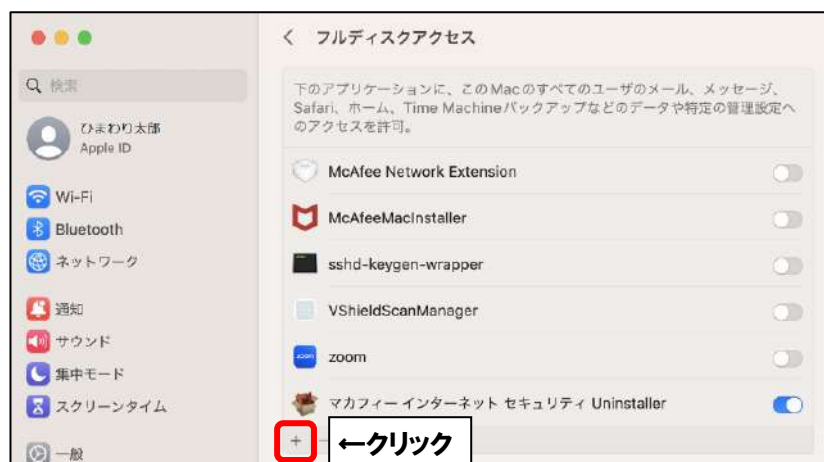 フルディスクアクセス
検索
下のアプリケーションに、このMacのすべてのユーザのメール、メッセージ、
Safari、ホーム、Time Machineバックアップなどのデータや特定の管理設定へ
のアクセスを許可。
ひまわり太郎
Apple ID
McAfee Network Extension
Wi-Fi
McAfeeMacInstaller
Bluetooth
ネットワーク
sshd-keygen-wrapper
通知
VShieldScanManager
サウンド
zoom
zoom
集中モード
スクリーンタイム
マカフィー インターネット セキュリティ Uninstaller
+
←クリック
一般